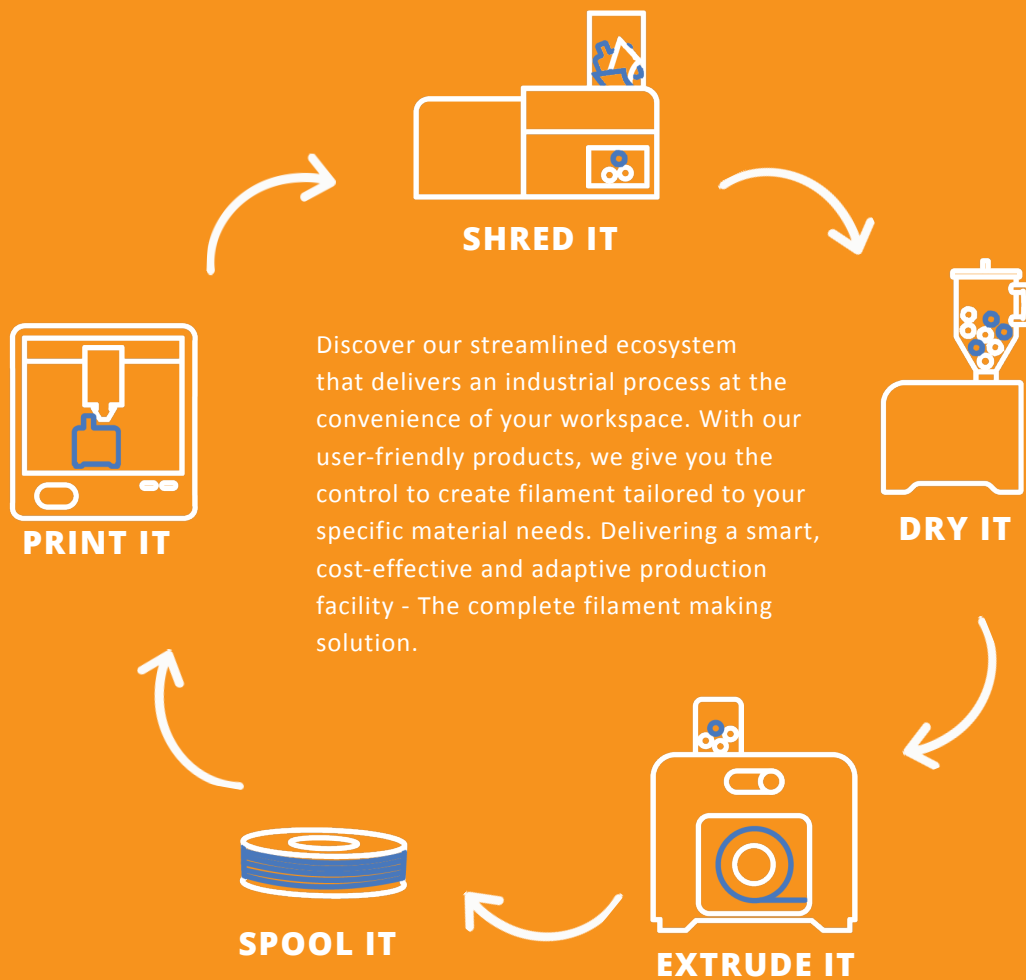 SHRED IT
Discover our streamlined ecosystem
that delivers an industrial process at the
convenience of your workspace. With our
user-friendly products, we give you the
control to create filament tailored to your
specific material needs. Delivering a smart,
cost-effective and adaptive production
facility - The complete filament making
solution.
DRY IT
PRINT IT
SPOOL IT
EXTRUDE IT